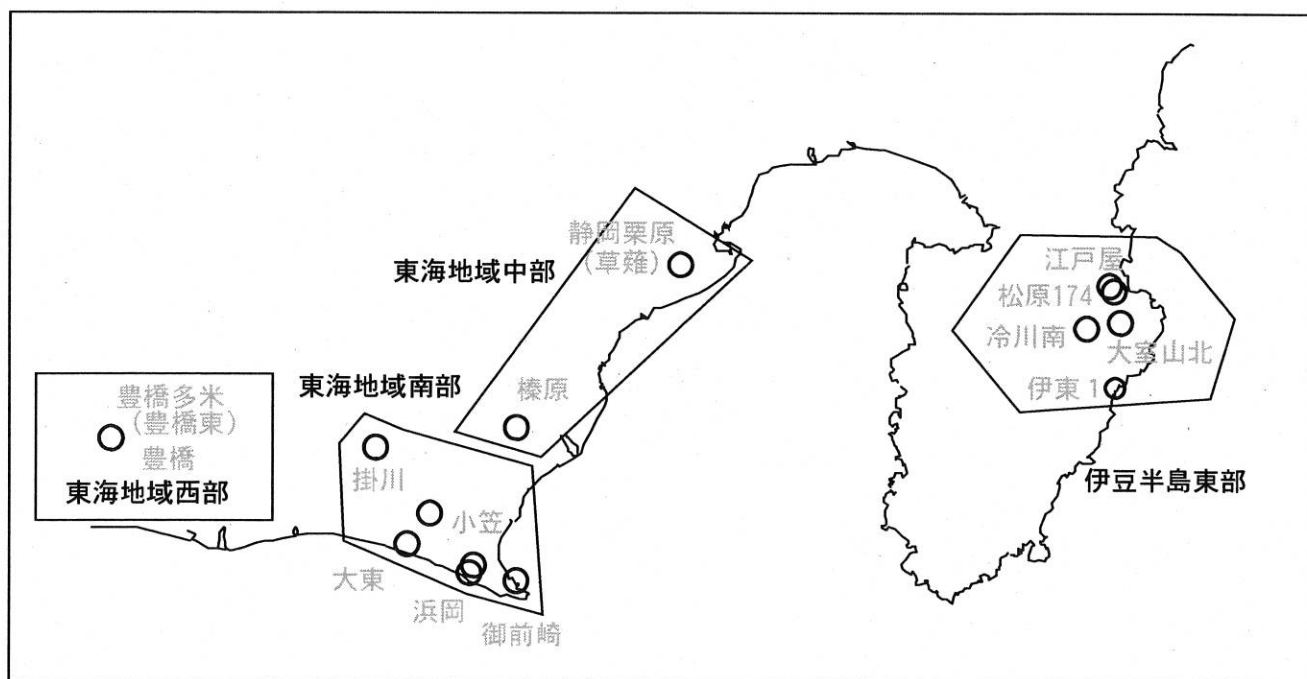 静岡栗原
（草薙）
東海地域中部
江戸屋
松原174
冷川南
大室山北
伊東1
伊豆半島東部
東海地域南部
榛原
豊橋多米
（豊橋東）
豊橋
東海地域西部
掛川
小笠
大東
浜岡
御前崎